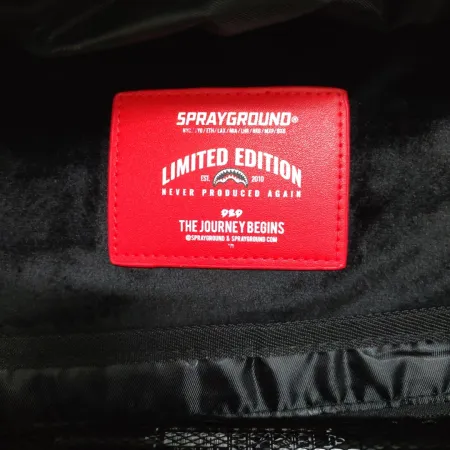 SPRAYGROUND®
LIMITED EDITION
EST. 2010
NEVER PRODUCED AGAIN
THE JOURNEY BEGINS
@SPRAYGROUND & SPRAYGROUND.COM